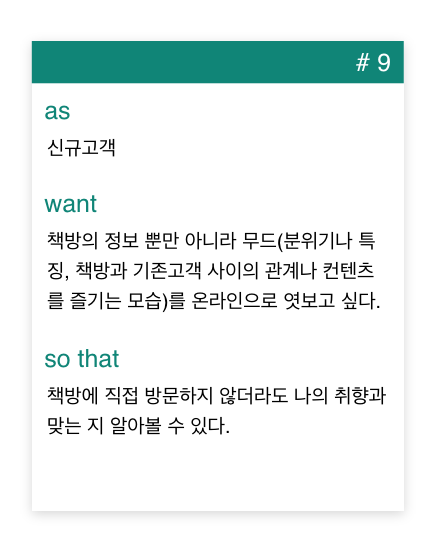 # 9
as
신규고객
want
책방의 정보 뿐만 아니라 무드(분위기나 특
징, 책방과 기존고객 사이의 관계나 컨텐츠
를 즐기는 모습)를 온라인으로 엿보고 싶다.
so that
책방에 직접 방문하지 않더라도 나의 취향과
맞는 지 알아볼 수 있다.